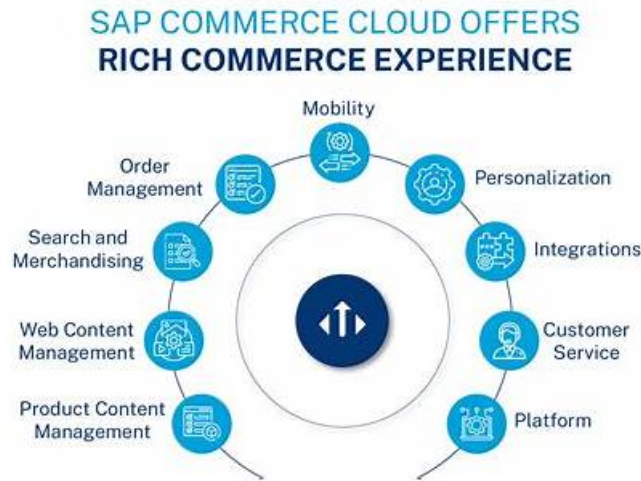 SAP COMMERCE CLOUD OFFERS
RICH COMMERCE EXPERIENCE
Mobility
Order
Management
Personalization
Search and
Merchandising
Integrations
Web Content
Management
Customer
Service
Product Content
Management
Platform